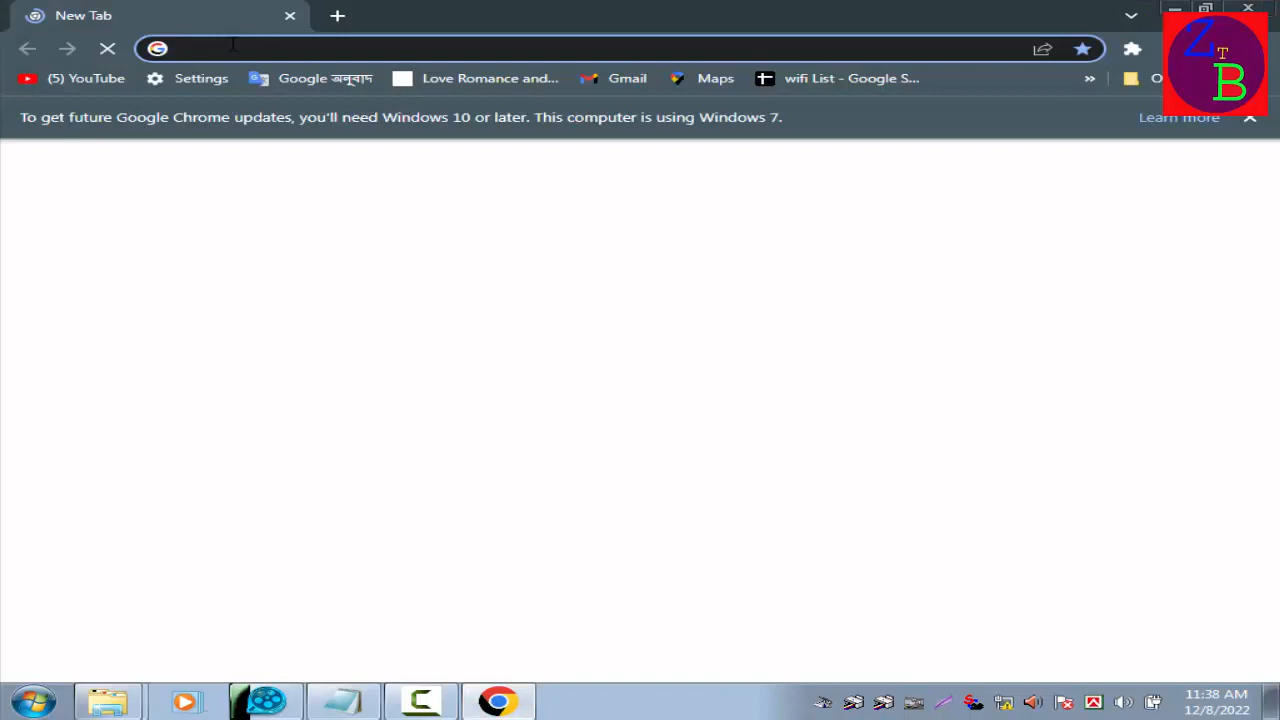 New Tab
(5) YouTube Settings Google অনুবাদ Love Romance and... Gmail Maps wifi List - Google S... » O
To get future Google Chrome updates, you'll need Windows 10 or later. This computer is using Windows 7. Learn more
Z T B
11:38 AM
12/8/2022